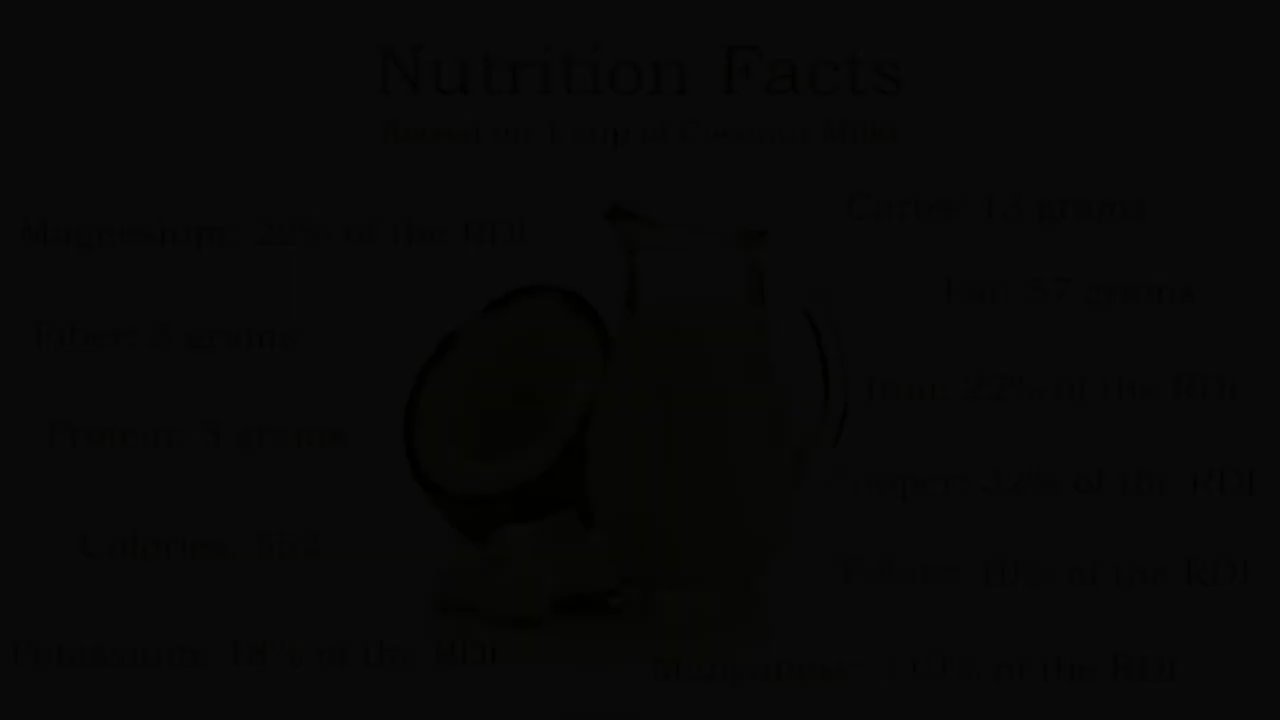 Nutrition Facts
Based on 1 cup of Coconut Milk
Magnesium: 22% of the RDI
Carbs: 13 grams
Fat: 57 grams
Fiber: 5 grams
Iron: 22% of the RDI
Protein: 5 grams
Copper: 32% of the RDI
Calories: 552
Folate: 10% of the RDI
Potassium: 18% of the RDI
Manganese: 110% of the RDI